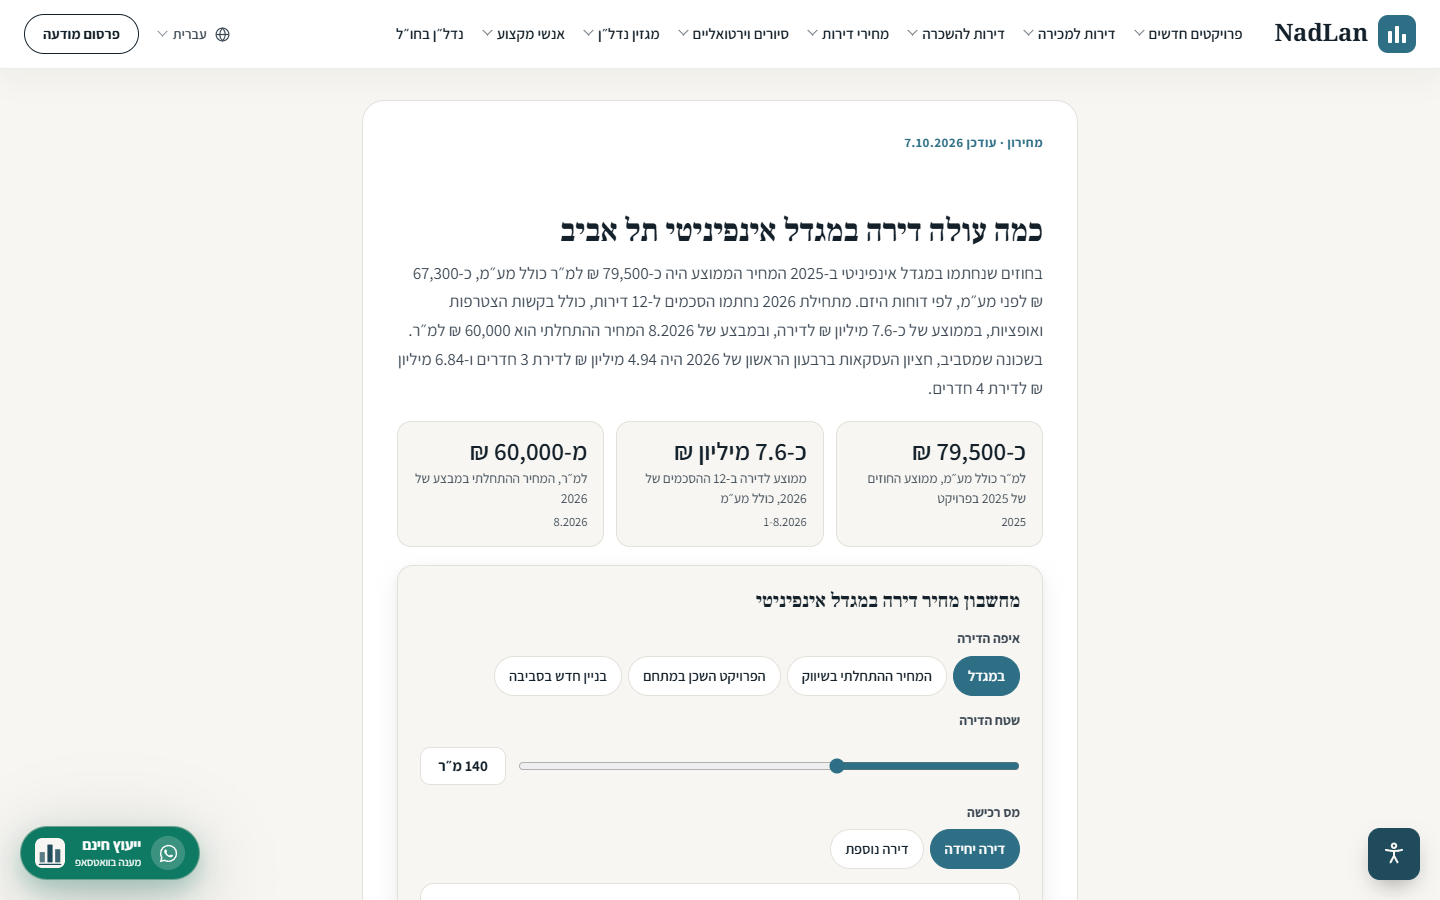 NadLan
פרויקטים חדשים
דירות למכירה
דירות להשכרה
מחירי דירות
סיורים וירטואליים
מגזין נדל״ן
אנשי מקצוע
נדל״ן בחו״ל
עברית
פרסום מודעה
מחירון · עודכן 7.10.2026
כמה עולה דירה במגדל אינפיניטי תל אביב
בחוזים שנחתמו במגדל אינפיניטי ב-2025 המחיר הממוצע היה כ-79,500 ₪ למ״ר כולל מע״מ, כ-67,300
₪ לפני מע״מ, לפי דוחות היזם. מתחילת 2026 נחתמו הסכמים ל-12 דירות, כולל בקשות הצטרפות
ואופציות, בממוצע של כ-7.6 מיליון ₪ לדירה, ובמבצע של 8.2026 המחיר ההתחלתי הוא 60,000 ₪ למ״ר.
בשכונה שמסביב, חציון העסקאות ברבעון הראשון של 2026 היה 4.94 מיליון ₪ לדירת 3 חדרים ו-6.84 מיליון
₪ לדירת 4 חדרים.
כ-79,500 ₪
למ״ר כולל מע״מ, ממוצע החוזים
של 2025 בפרויקט
2025
כ-7.6 מיליון ₪
ממוצע לדירה ב-12 ההסכמים של
2026, כולל מע״מ
1-8.2026
מ-60,000 ₪
למ״ר, המחיר ההתחלתי במבצע של
2026
8.2026
מחשבון מחיר דירה במגדל אינפיניטי
איפה הדירה
במגדל
המחיר ההתחלתי בשיווק
הפרויקט השכן במתחם
בניין חדש בסביבה
שטח הדירה
140 מ״ר
מס רכישה
דירה יחידה
דירה נוספת
ייעוץ חינם
מענה בוואטסאפ